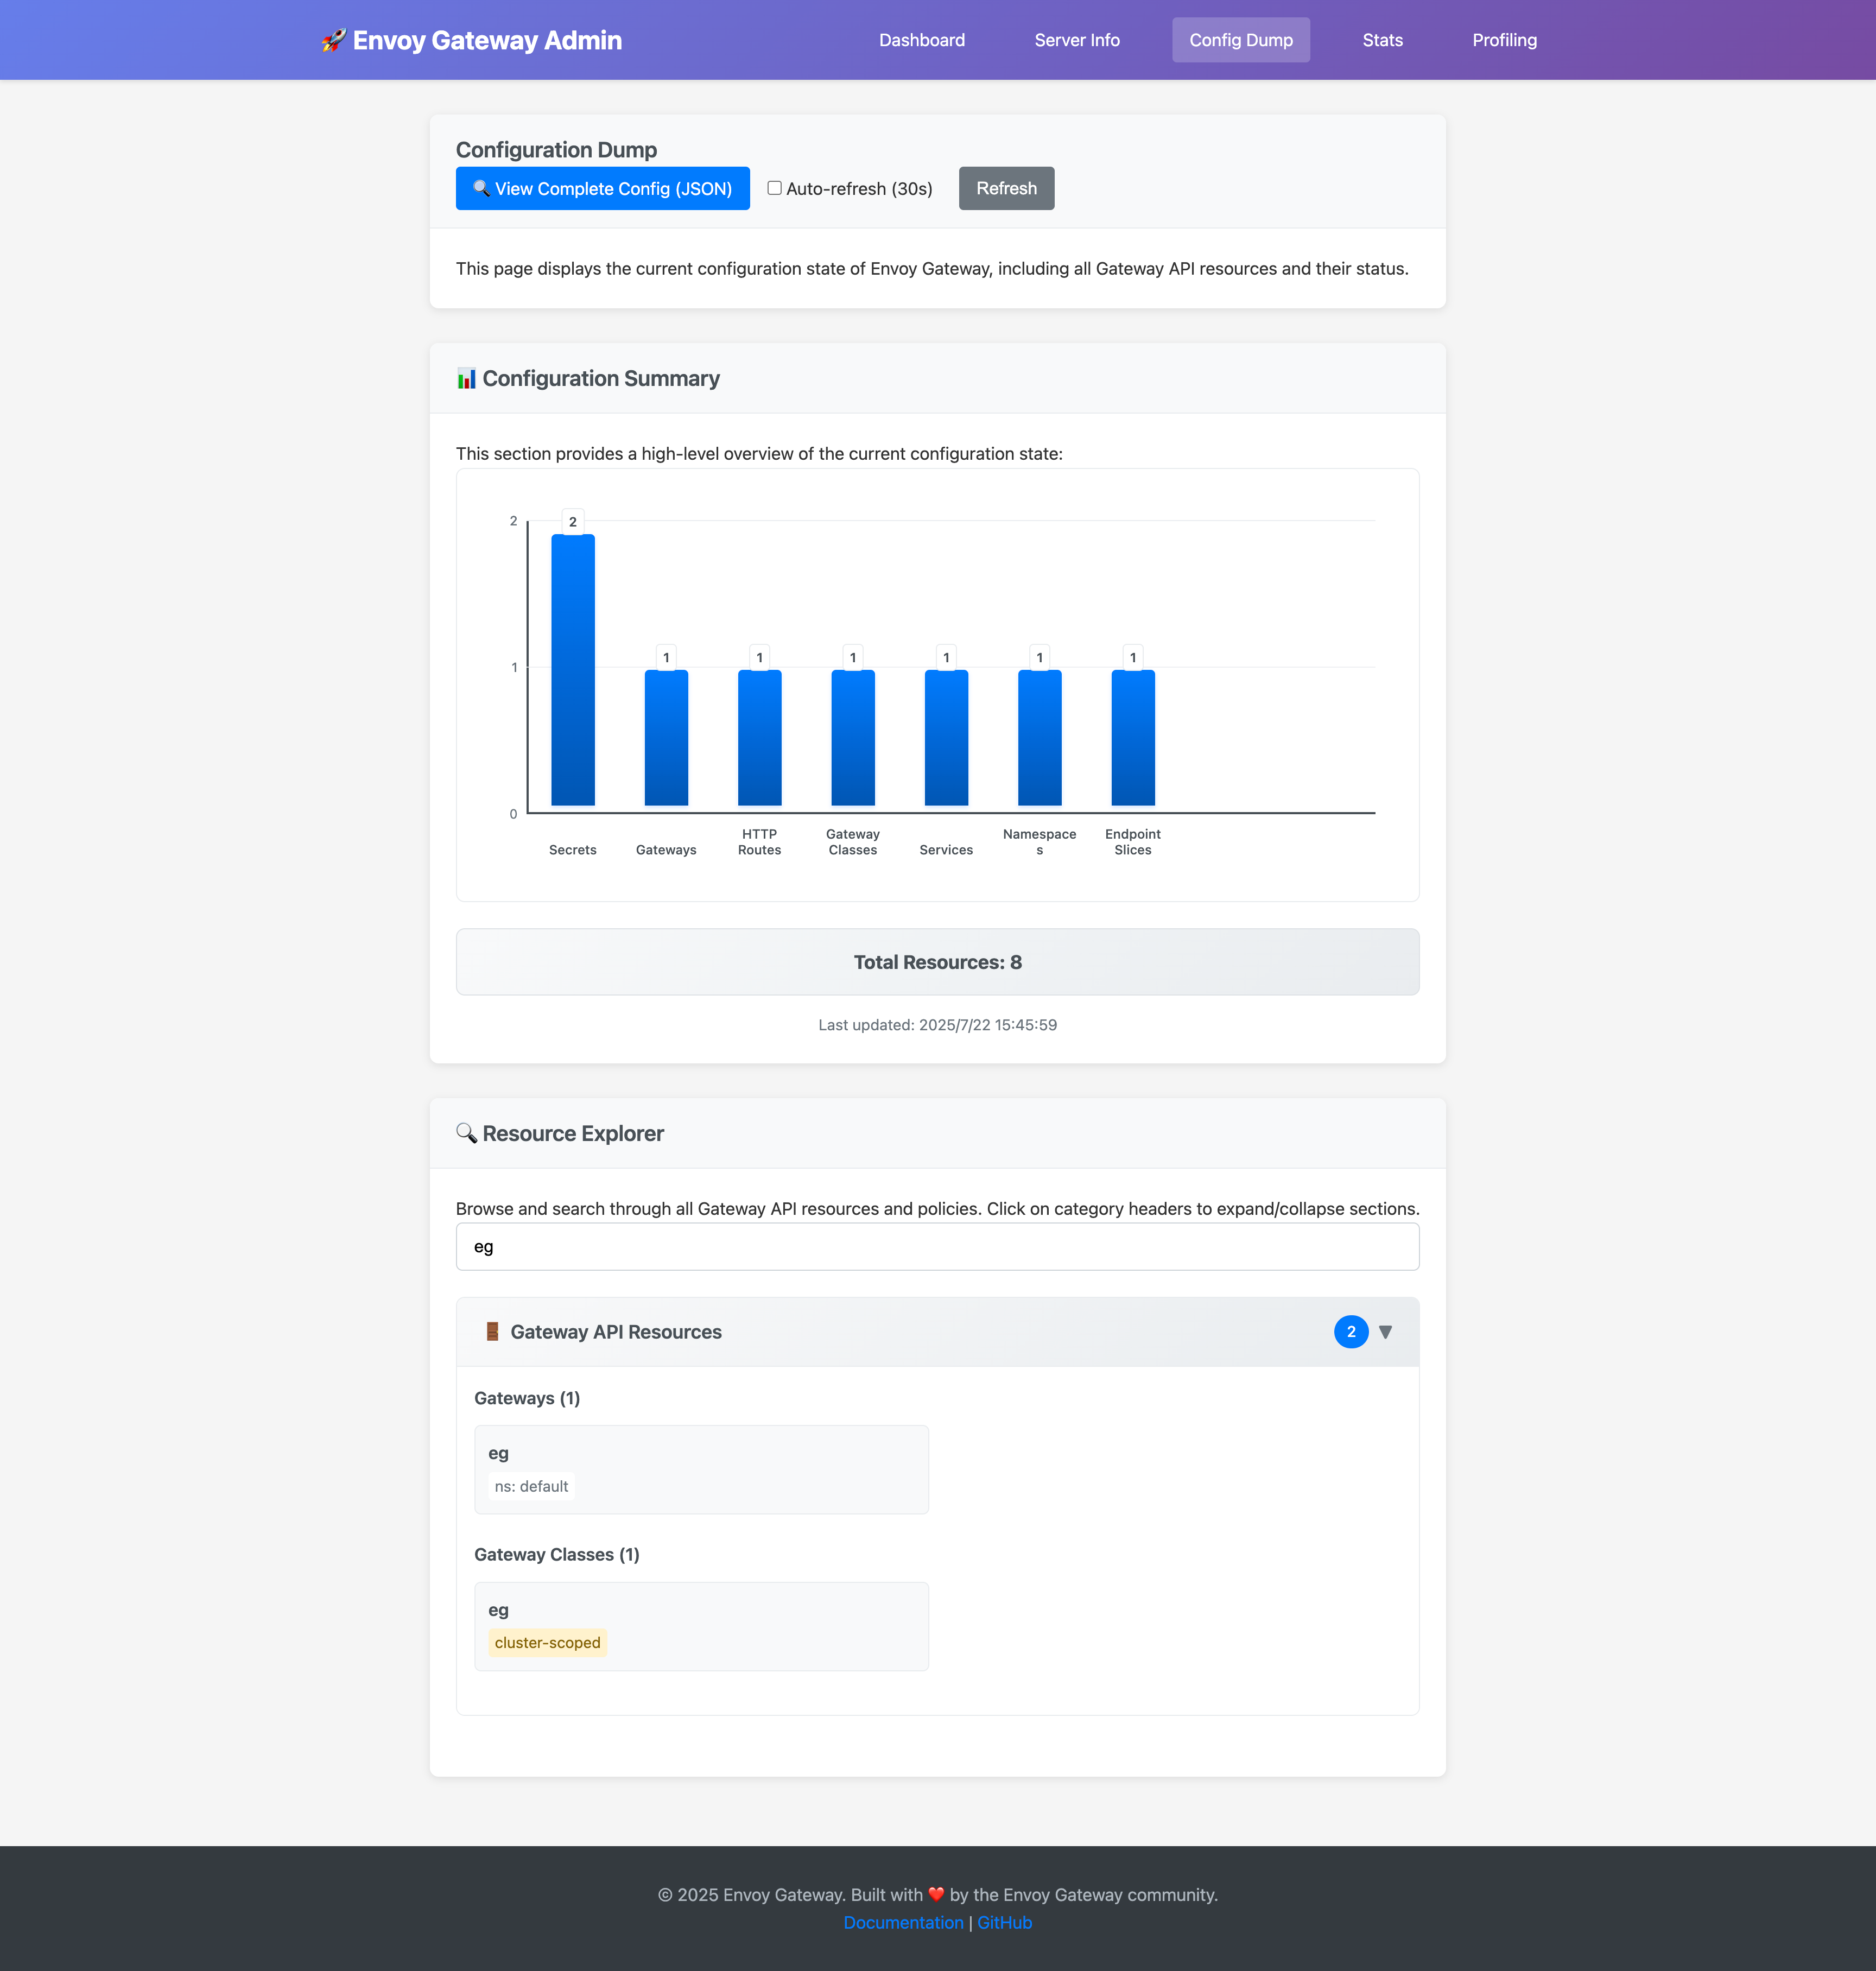 🚀 Envoy Gateway Admin
Dashboard
Server Info
Config Dump
Stats
Profiling
Configuration Dump
🔍 View Complete Config (JSON)
Auto-refresh (30s)
Refresh
This page displays the current configuration state of Envoy Gateway, including all Gateway API resources and their status.
📊 Configuration Summary
This section provides a high-level overview of the current configuration state:
2
1
0
2
1
1
1
1
1
1
Secrets
Gateways
HTTP
Routes
Gateway
Classes
Services
Namespace
s
Endpoint
Slices
Total Resources: 8
Last updated: 2025/7/22 15:45:59
🔍 Resource Explorer
Browse and search through all Gateway API resources and policies. Click on category headers to expand/collapse sections.
eg
🚪 Gateway API Resources
2 ▼
Gateways (1)
eg
ns: default
Gateway Classes (1)
eg
cluster-scoped
© 2025 Envoy Gateway. Built with ❤️ by the Envoy Gateway community.
Documentation | GitHub